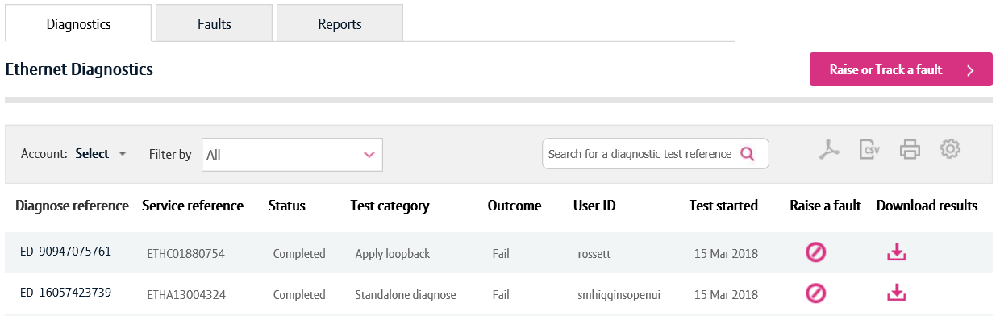 Diagnostics Faults Reports
Ethernet Diagnostics Raise or Track a fault
Account: Select Filter by All Search for a diagnostic test reference CSV
Diagnose reference Service reference Status Test category Outcome User ID Test started Raise a fault Download results
ED-90947075761 ETHC01880754 Completed Apply loopback Fail rossett 15 Mar 2018
ED-16057423739 ETHA13004324 Completed Standalone diagnose Fail smhigginsopenui 15 Mar 2018